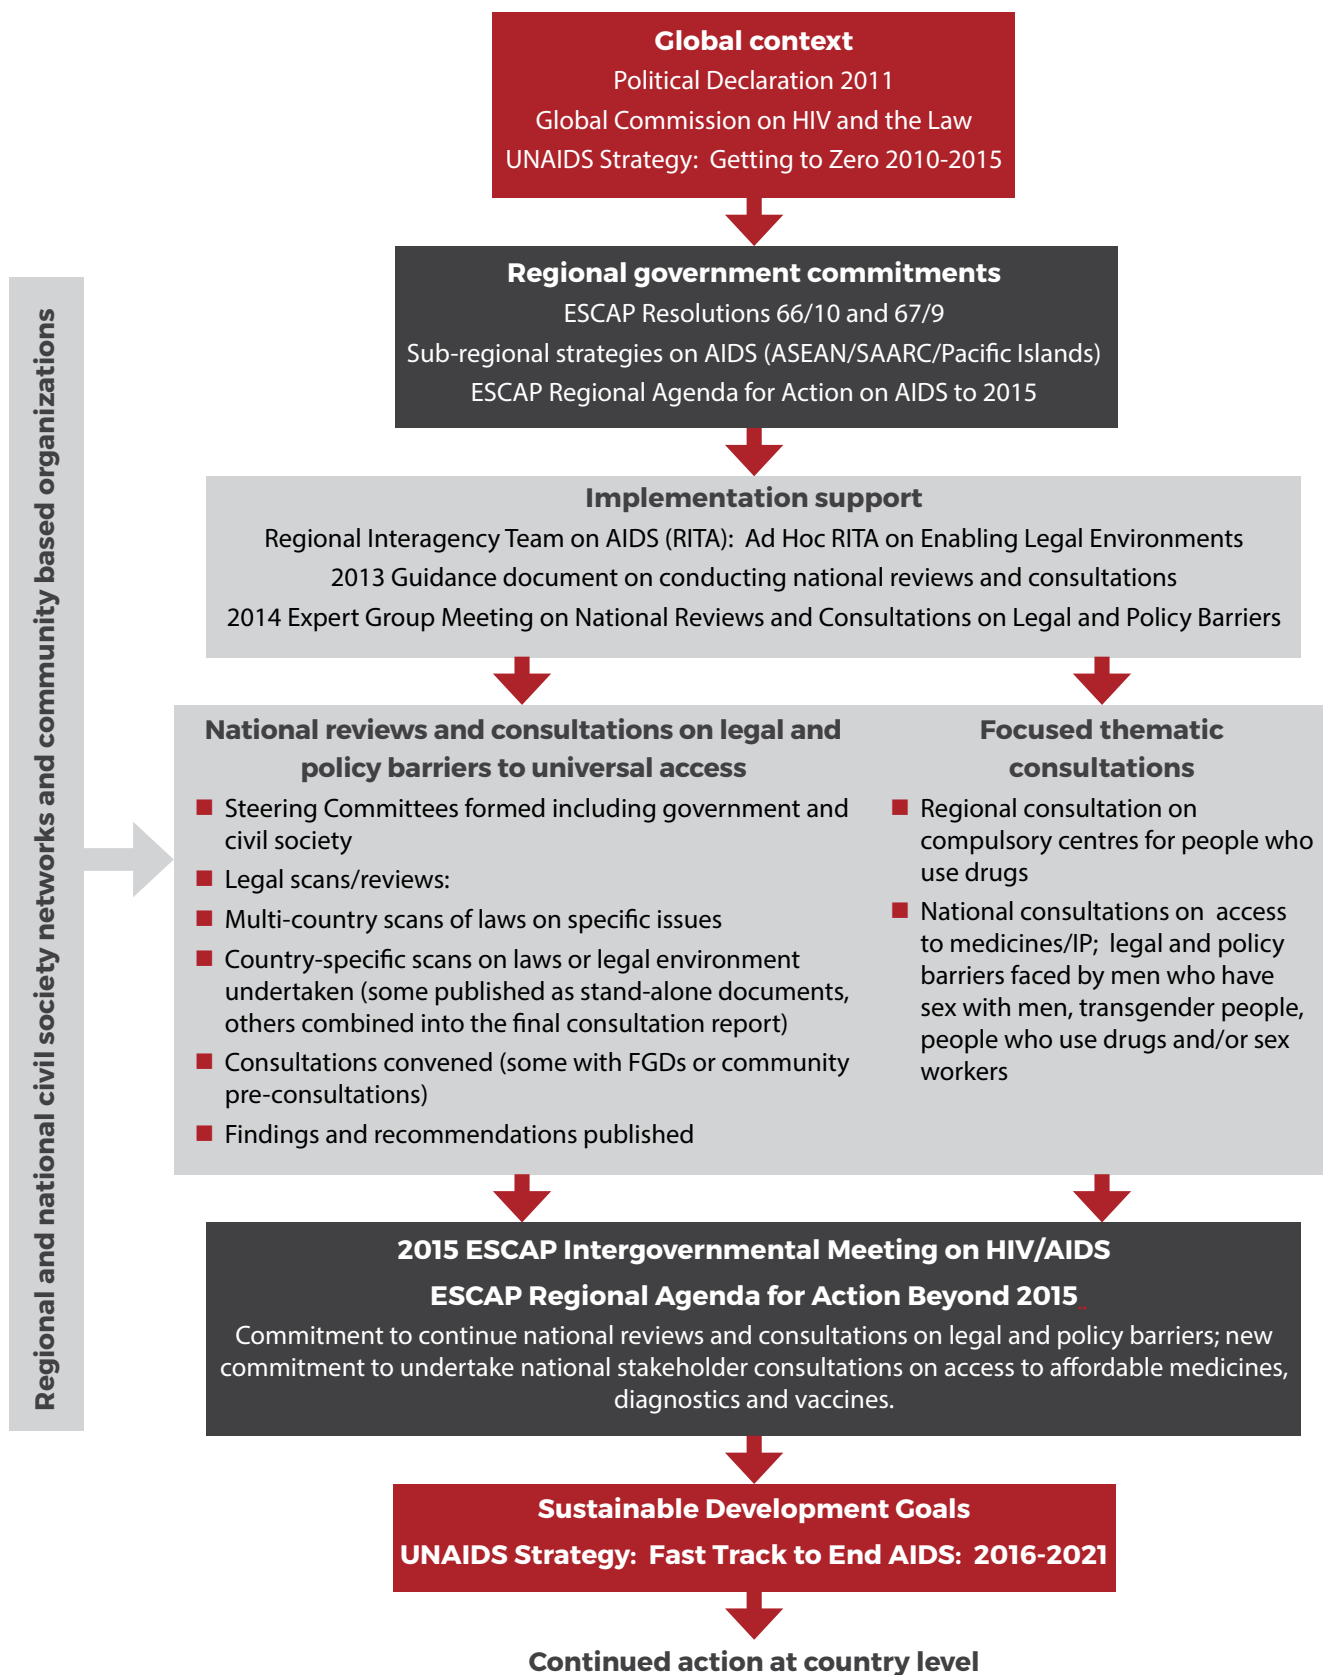 Global context
Political Declaration 2011
Global Commission on HIV and the Law
UNAIDS Strategy: Getting to Zero 2010-2015
Regional government commitments
ESCAP Resolutions 66/10 and 67/9
Sub-regional strategies on AIDS (ASEAN/SAARC/Pacific Islands)
ESCAP Regional Agenda for Action on AIDS to 2015
Regional and national civil society networks and community based organizations
Implementation support
Regional Interagency Team on AIDS (RITA): Ad Hoc RITA on Enabling Legal Environments
2013 Guidance document on conducting national reviews and consultations
2014 Expert Group Meeting on National Reviews and Consultations on Legal and Policy Barriers
National reviews and consultations on legal and
policy barriers to universal access
■ Steering Committees formed including government and
civil society
■ Legal scans/reviews:
■ Multi-country scans of laws on specific issues
■ Country-specific scans on laws or legal environment
undertaken (some published as stand-alone documents,
others combined into the final consultation report)
■ Consultations convened (some with FGDs or community
pre-consultations)
■ Findings and recommendations published
Focused thematic
consultations
■ Regional consultation on
compulsory centres for people who
use drugs
■ National consultations on access
to medicines/IP; legal and policy
barriers faced by men who have
sex with men, transgender people,
people who use drugs and/or sex
workers
2015 ESCAP Intergovernmental Meeting on HIV/AIDS
ESCAP Regional Agenda for Action Beyond 2015
Commitment to continue national reviews and consultations on legal and policy barriers; new
commitment to undertake national stakeholder consultations on access to affordable medicines,
diagnostics and vaccines.
Sustainable Development Goals
UNAIDS Strategy: Fast Track to End AIDS: 2016-2021
Continued action at country level